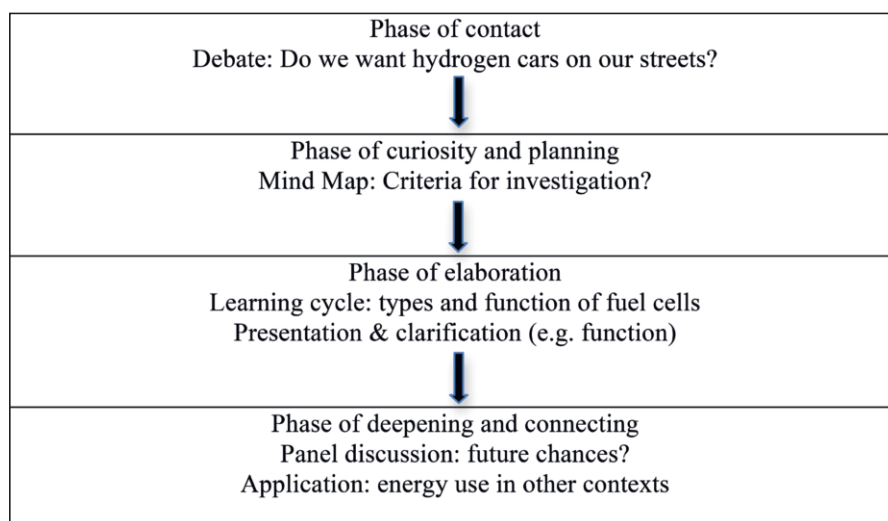 Phase of contact
Debate: Do we want hydrogen cars on our streets?
Phase of curiosity and planning
Mind Map: Criteria for investigation?
Phase of elaboration
Learning cycle: types and function of fuel cells
Presentation & clarification (e.g. function)
Phase of deepening and connecting
Panel discussion: future chances?
Application: energy use in other contexts